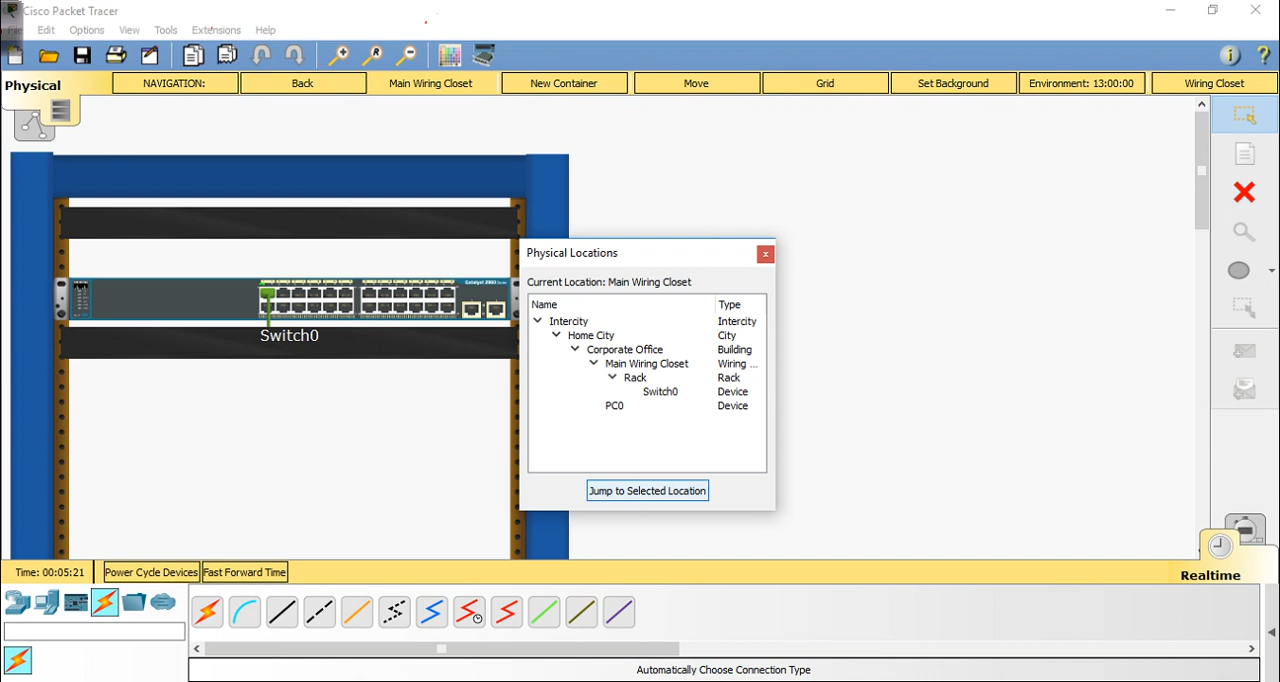 Cisco Packet Tracer
File Edit Options View Tools Extensions Help
Physical
NAVIGATION: Back Main Wiring Closet New Container Move Grid Set Background Environment: 13:00:00 Wiring Closet
Switch0
Physical Locations
Current Location: Main Wiring Closet
Name Type
Intercity Intercity
Home City City
Corporate Office Building
Main Wiring Closet Wiring ...
Rack Rack
Switch0 Device
PC0 Device
Jump to Selected Location
Time: 00:05:21 Power Cycle Devices Fast Forward Time
Realtime
Automatically Choose Connection Type